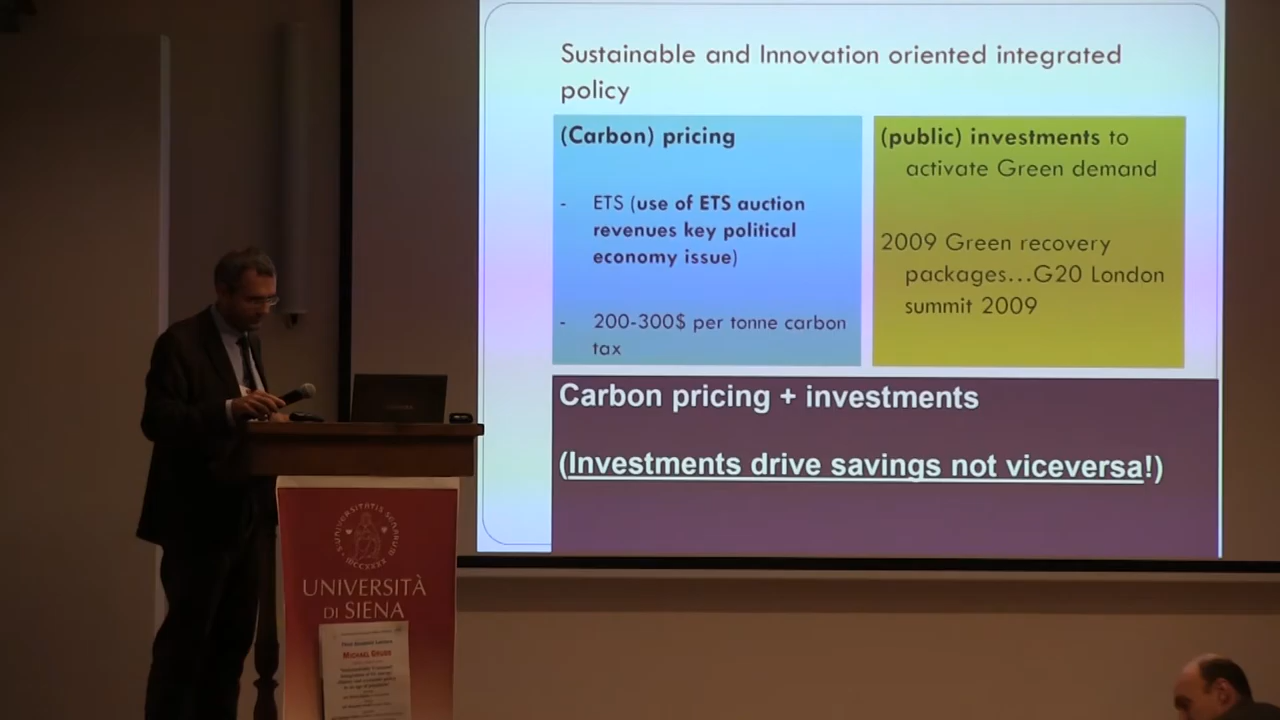 Sustainable and Innovation oriented integrated
policy
(Carbon) pricing
- ETS (use of ETS auction
revenues key political
economy issue)
- 200-300$ per tonne carbon
tax
(public) investments to
activate Green demand
2009 Green recovery
packages...G20 London
summit 2009
Carbon pricing + investments
(Investments drive savings not viceversa!)
UNIVERSITÀ
DI SIENA
MICHAEL GRUBB